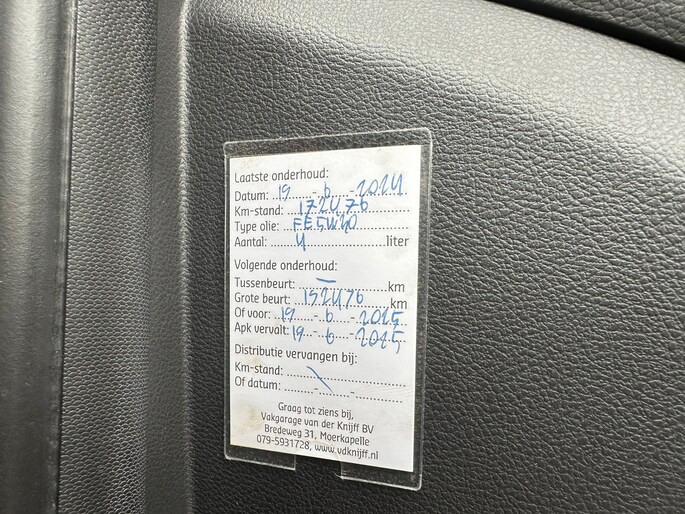 Laatste onderhoud:
Datum: 19 - 6 - 2024
Km-stand: 172476
Type olie: FE5W30
Aantal: 4 liter
Volgende onderhoud:
Tussenbeurt: — km
Grote beurt: 192476 km
Of voor: 19 - 6 - 2025
Apk vervalt: 19 - 6 - 2025
Distributie vervangen bij:
Km-stand: \
Of datum: - \ -
Graag tot ziens bij,
Vakgarage van der Knijff BV
Bredeweg 31, Moerkapelle
079-5931728, www.vdknijff.nl